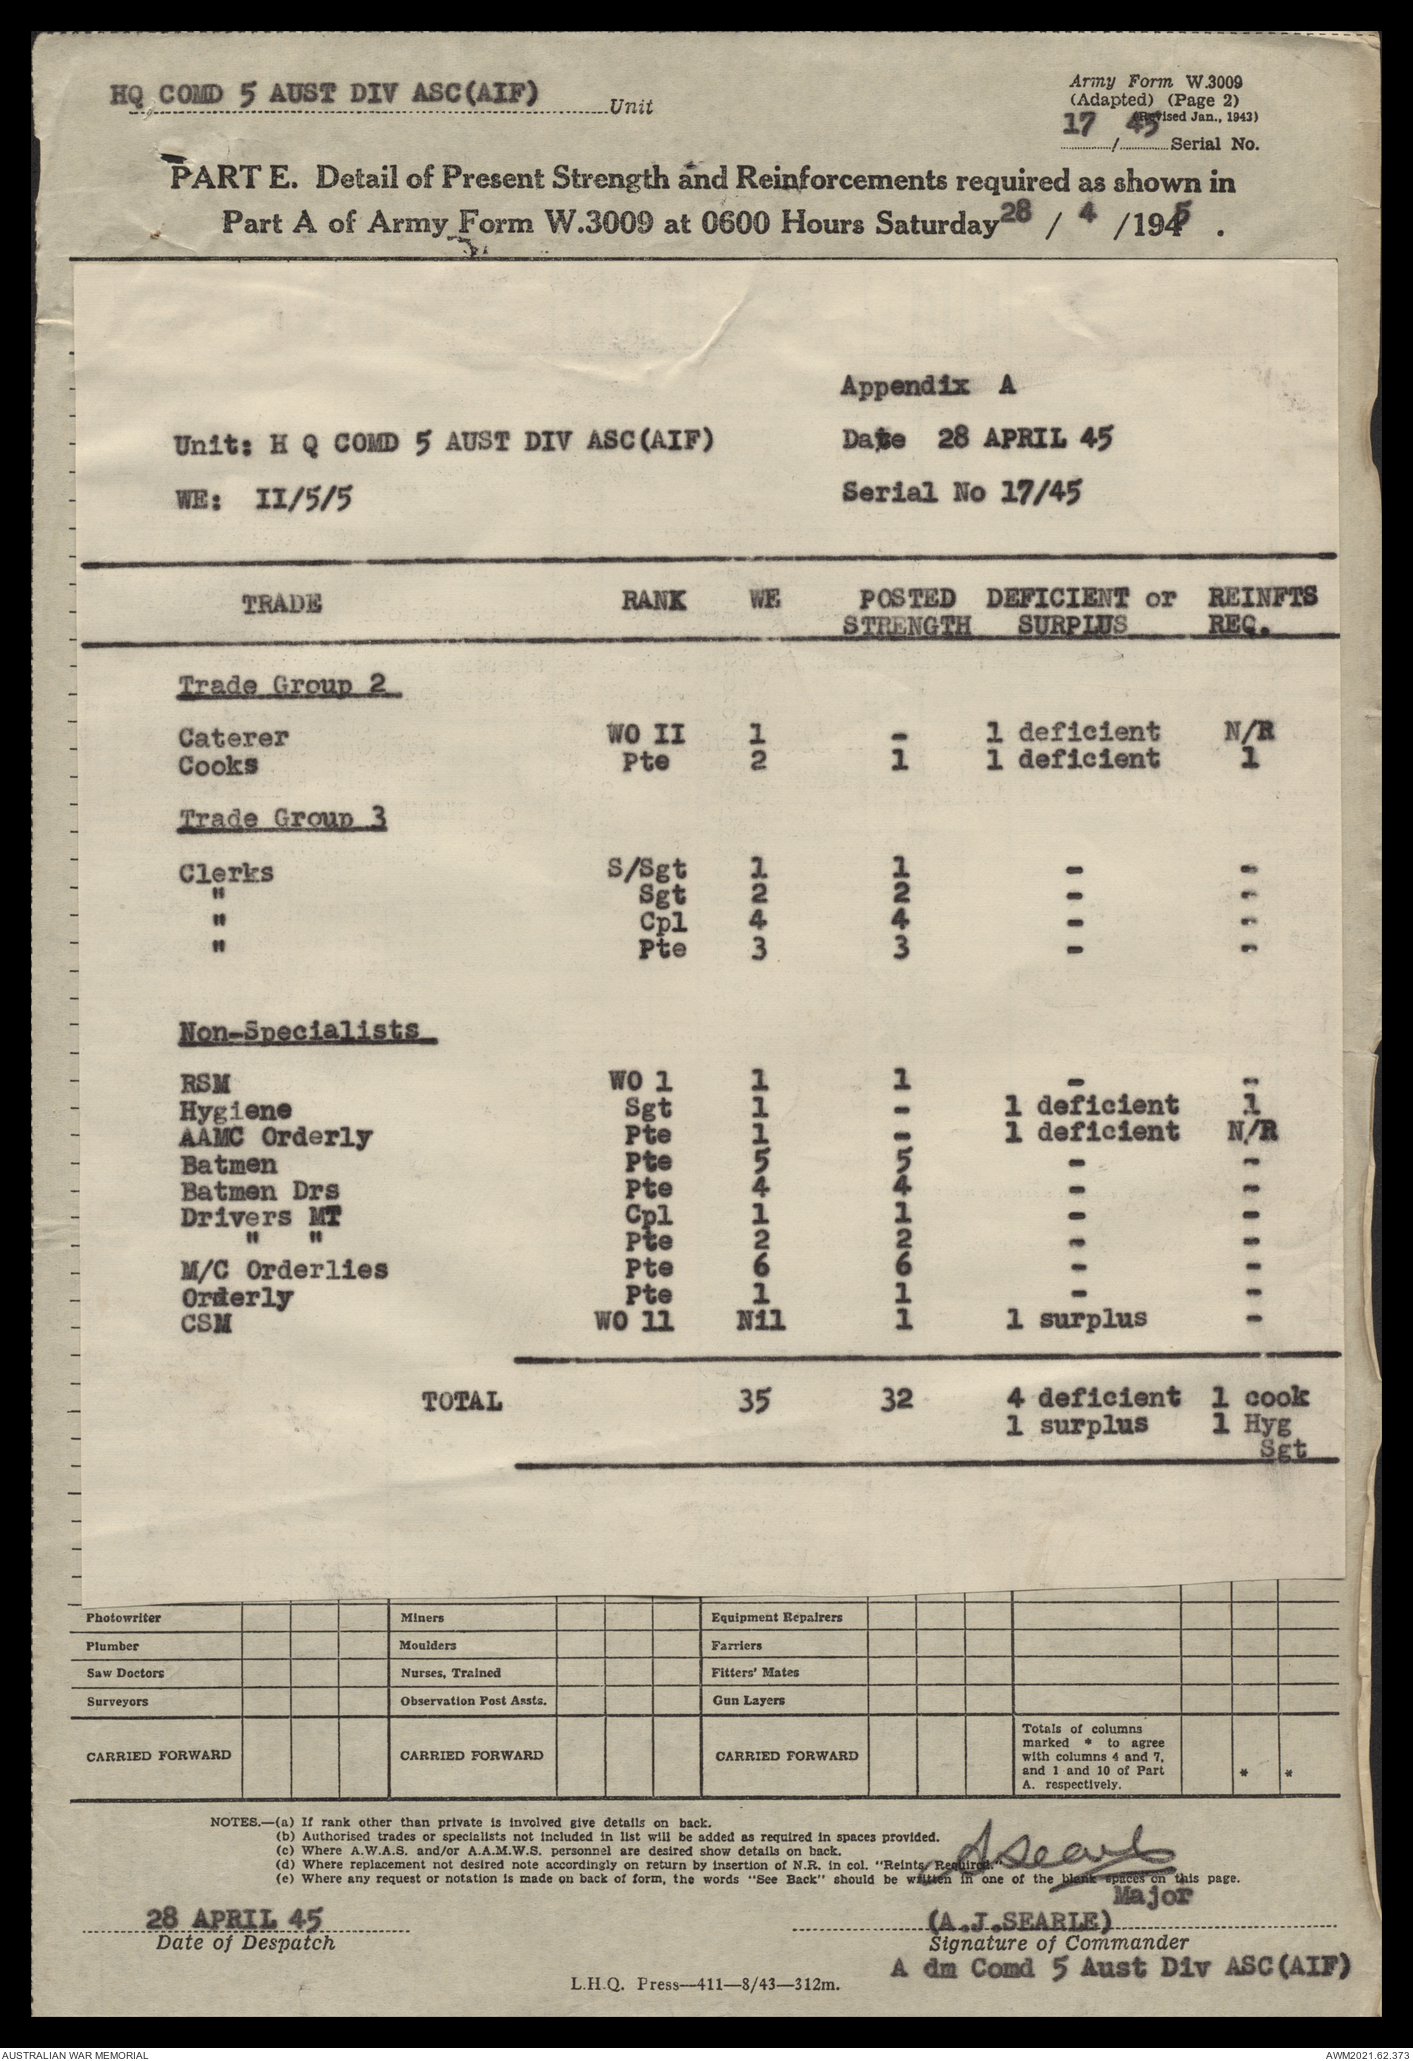 HQ COMD 5 AUST DIV ASC(AIF) Unit
Army Form W.3009
(Adapted) (Page 2)
(Revised Jan., 1943)
17 / 45 Serial No.
PART E. Detail of Present Strength and Reinforcements required as shown in
Part A of Army Form W.3009 at 0600 Hours Saturday 28 / 4 /1945 .
Appendix A
Unit: H Q COMD 5 AUST DIV ASC(AIF) Date 28 APRIL 45
WE: II/5/5 Serial No 17/45
TRADE RANK WE POSTED DEFICIENT or REINFTS
STRENGTH SURPLUS REQ.
Trade Group 2
Caterer WO II 1 - 1 deficient N/R
Cooks Pte 2 1 1 deficient 1
Trade Group 3
Clerks S/Sgt 1 1 - -
" Sgt 2 2 - -
" Cpl 4 4 - -
" Pte 3 3 - -
Non-Specialists
RSM WO 1 1 1 - -
Hygiene Sgt 1 - 1 deficient 1
AAMC Orderly Pte 1 - 1 deficient N/R
Batmen Pte 5 5 - -
Batmen Drs Pte 4 4 - -
Drivers MT Cpl 1 1 - -
" " Pte 2 2 - -
M/C Orderlies Pte 6 6 - -
Orderly Pte 1 1 - -
CSM WO 11 Nil 1 1 surplus -
TOTAL 35 32 4 deficient 1 cook
1 surplus 1 Hyg
Sgt
Photowriter Miners Equipment Repairers
Plumber Moulders Farriers
Saw Doctors Nurses, Trained Fitters' Mates
Surveyors Observation Post Assts. Gun Layers
CARRIED FORWARD CARRIED FORWARD CARRIED FORWARD
Totals of columns
marked * to agree
with columns 4 and 7,
and 1 and 10 of Part
A. respectively.
* *
NOTES.—(a) If rank other than private is involved give details on back.
(b) Authorised trades or specialists not included in list will be added as required in spaces provided.
(c) Where A.W.A.S. and/or A.A.M.W.S. personnel are desired show details on back.
(d) Where replacement not desired note accordingly on return by insertion of N.R. in col. "Reints. Required."
(e) Where any request or notation is made on back of form, the words "See Back" should be written in one of the blank spaces on this page.
A Searle
Major
28 APRIL 45 (A.J.SEARLE)
Date of Despatch Signature of Commander
A dm Comd 5 Aust Div ASC(AIF)
L.H.Q. Press—411—8/43—312m.
AUSTRALIAN WAR MEMORIAL AWM2021.62.373